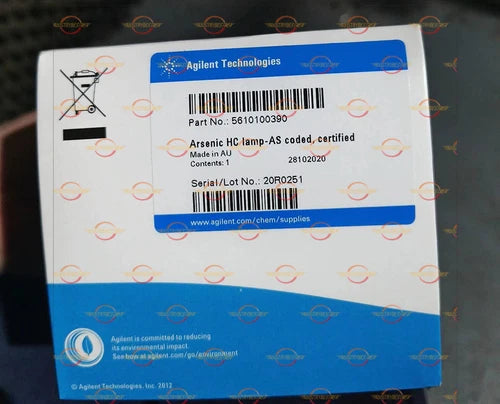 Agilent Technologies
Part No.: 5610100390
Arsenic HC lamp-AS coded, certified
Made in AU
Contents: 1 28102020
Serial/Lot No.: 20R0251
www.agilent.com/chem/supplies
Agilent is committed to reducing
its environmental impact.
See how at agilent.com/go/environment
© Agilent Technologies, Inc. 2012